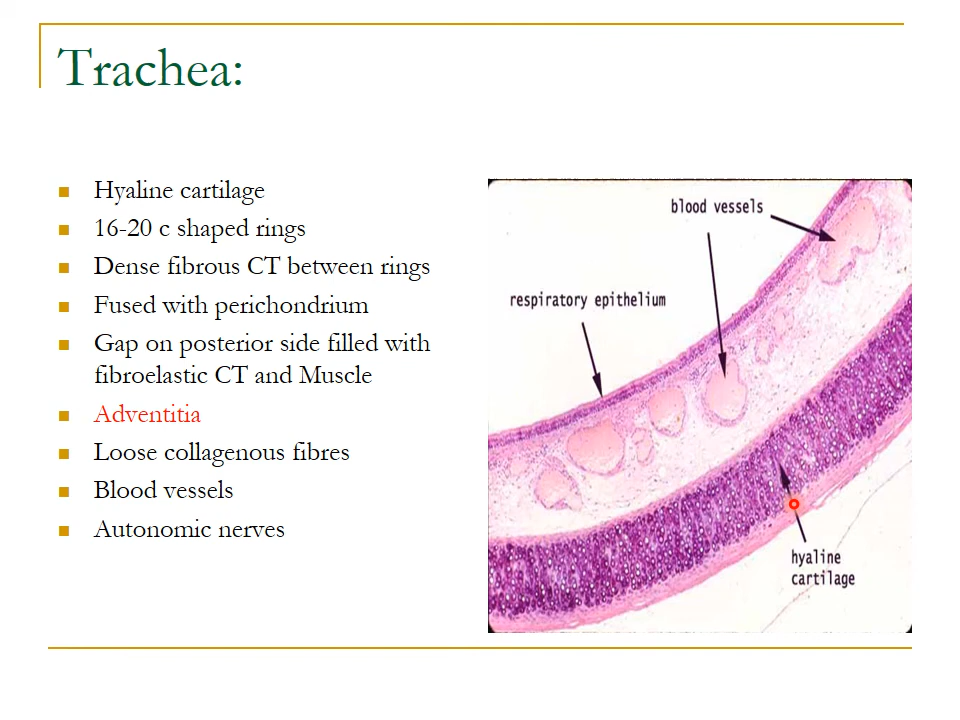 Trachea:
Hyaline cartilage
16-20 c shaped rings
Dense fibrous CT between rings
Fused with perichondrium
Gap on posterior side filled with
fibroelastic CT and Muscle
Adventitia
Loose collagenous fibres
Blood vessels
Autonomic nerves
blood vessels
respiratory epithelium
hyaline
cartilage